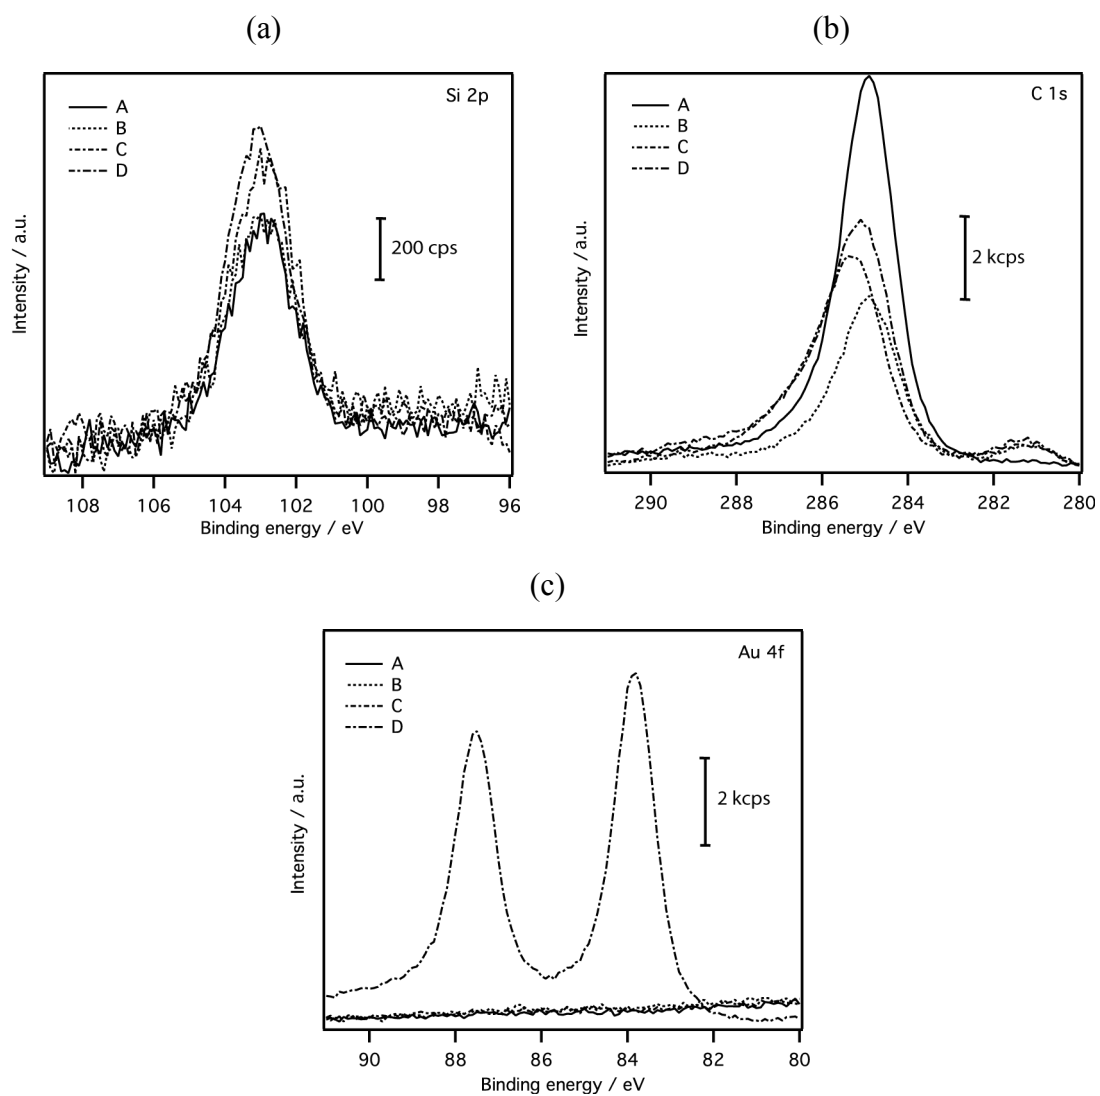 (a)
Si 2p
A
B
C
D
200 cps
Intensity / a.u.
108 106 104 102 100 98 96
Binding energy / eV
(b)
C 1s
A
B
C
D
2 kcps
Intensity / a.u.
290 288 286 284 282 280
Binding energy / eV
(c)
Au 4f
A
B
C
D
2 kcps
Intensity / a.u.
90 88 86 84 82 80
Binding energy / eV